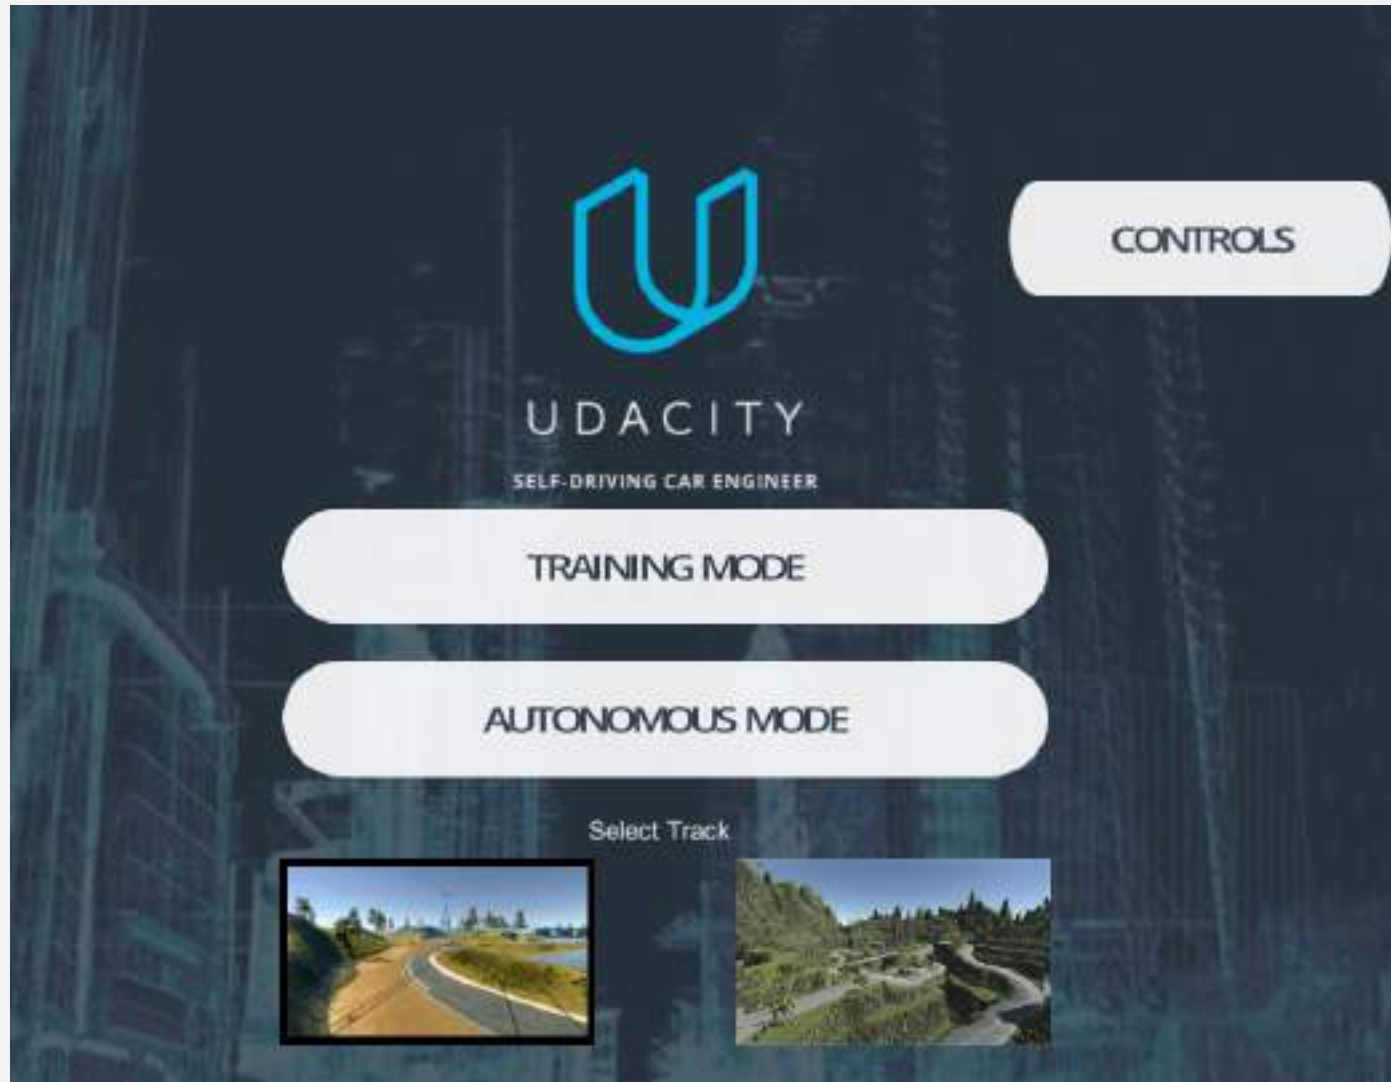 CONTROLS
UDACITY
SELF-DRIVING CAR ENGINEER
TRAINING MODE
AUTONOMOUS MODE
Select Track